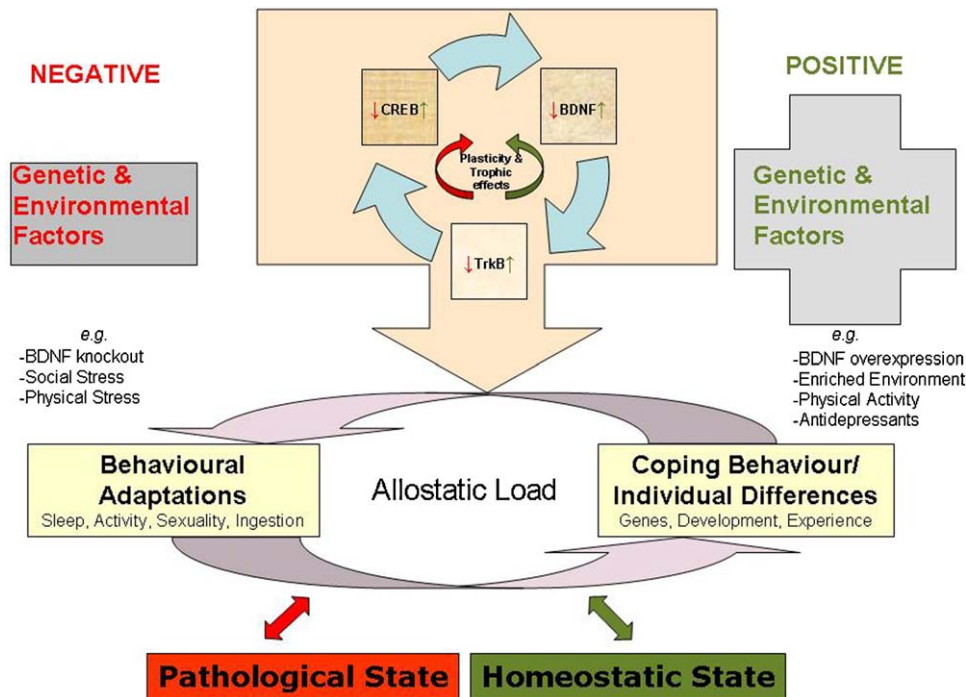 NEGATIVE
POSITIVE
↓CREB↑
↓BDNF↑
Plasticity &
Trophic
effects
↓TrkB↑
Genetic &
Environmental
Factors
Genetic &
Environmental
Factors
e.g.
-BDNF knockout
-Social Stress
-Physical Stress
e.g.
-BDNF overexpression
-Enriched Environment
-Physical Activity
-Antidepressants
Behavioural
Adaptations
Sleep, Activity, Sexuality, Ingestion
Allostatic Load
Coping Behaviour/
Individual Differences
Genes, Development, Experience
Pathological State
Homeostatic State